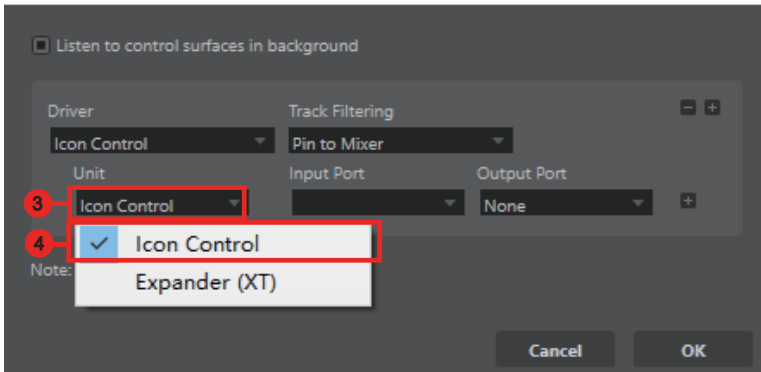 Listen to control surfaces in background
Driver Track Filtering
Icon Control Pin to Mixer
Unit Input Port Output Port
3 Icon Control None
4 Icon Control
Note:
Expander (XT)
Cancel OK